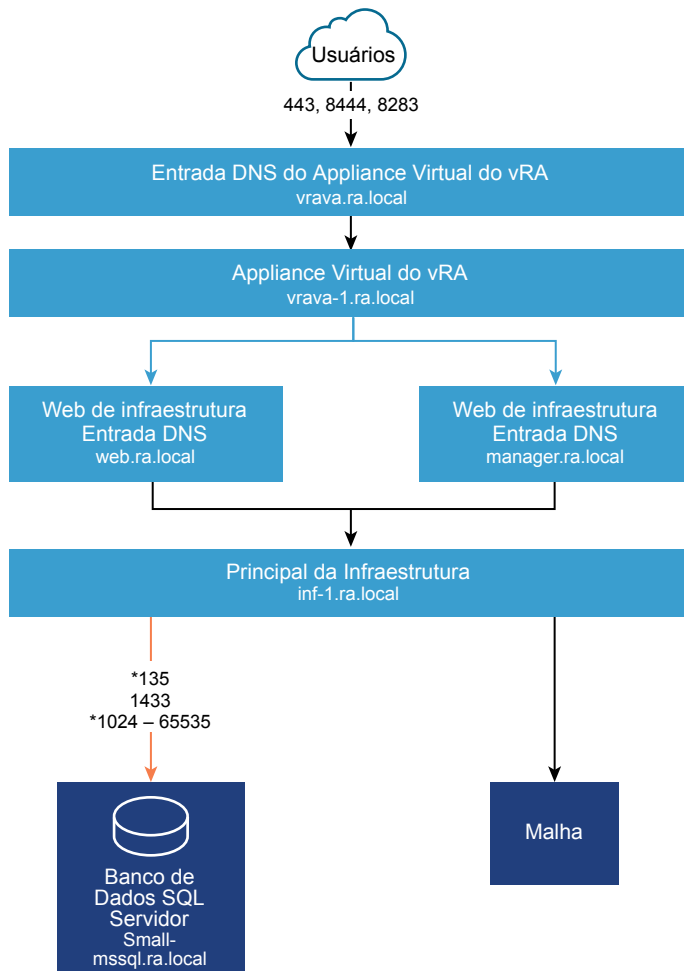 Usuários
443, 8444, 8283
Entrada DNS do Appliance Virtual do vRA
vrava.ra.local
Appliance Virtual do vRA
vrava-1.ra.local
Web de infraestrutura
Entrada DNS
web.ra.local
Web de infraestrutura
Entrada DNS
manager.ra.local
Principal da Infraestrutura
inf-1.ra.local
*135
1433
*1024 – 65535
Banco de
Dados SQL
Servidor
Small-
mssql.ra.local
Malha